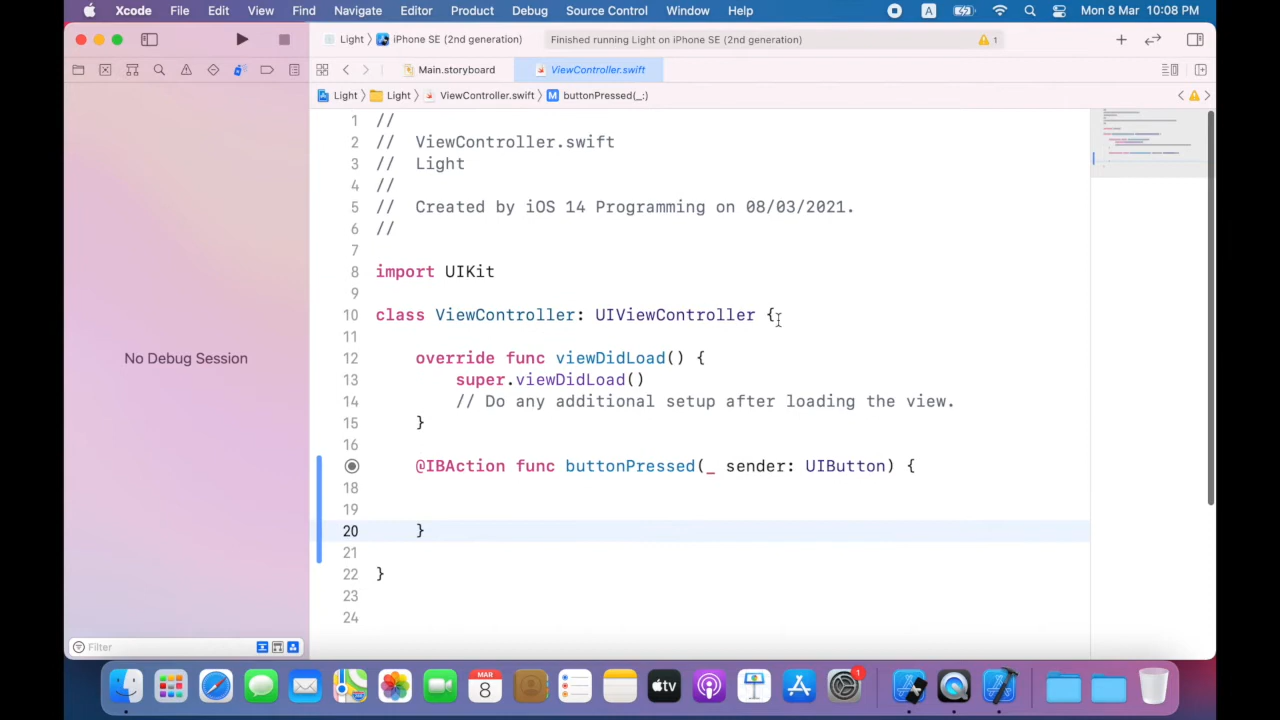 Xcode File Edit View Find Navigate Editor Product Debug Source Control Window Help A Mon 8 Mar 10:08 PM
Light iPhone SE (2nd generation) Finished running Light on iPhone SE (2nd generation) 1
Main.storyboard ViewController.swift
Light Light ViewController.swift M buttonPressed(_:)
1 //
2 // ViewController.swift
3 // Light
4 //
5 // Created by iOS 14 Programming on 08/03/2021.
6 //
7
8 import UIKit
9
10 class ViewController: UIViewController {
11
12 override func viewDidLoad() {
13 super.viewDidLoad()
14 // Do any additional setup after loading the view.
15 }
16
@IBAction func buttonPressed(_ sender: UIButton) {
18
19
20 }
21
22 }
23
24
No Debug Session
Filter
MAR
8
tv
1